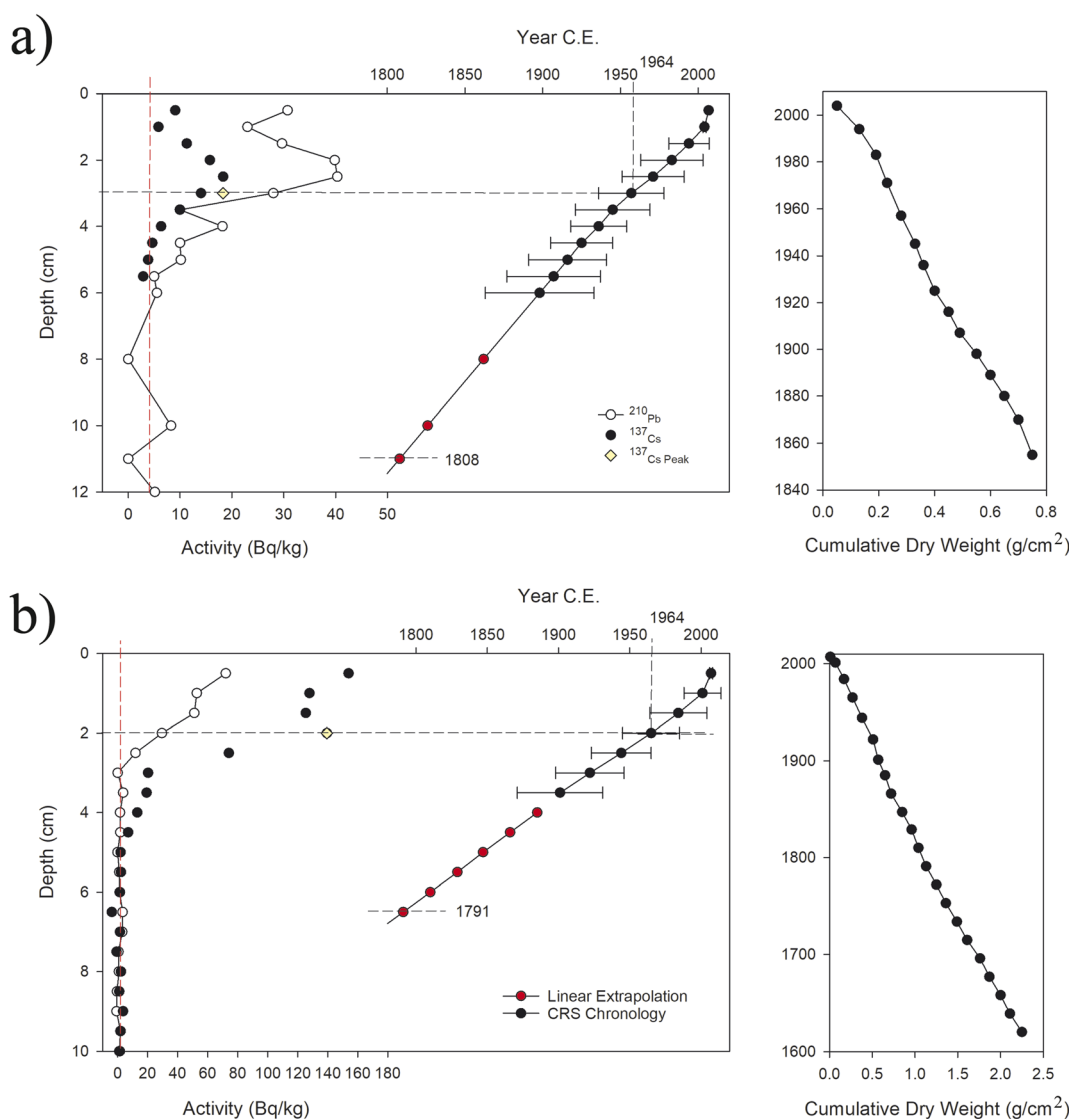 a)
Year C.E.
1964
1800 1850 1900 1950 2000
0
2
4
6
8
10
12
Depth (cm)
210Pb
137Cs
137Cs Peak
1808
0 10 20 30 40 50
Activity (Bq/kg)
2000
1980
1960
1940
1920
1900
1880
1860
1840
0.0 0.2 0.4 0.6 0.8
Cumulative Dry Weight (g/cm2)
b)
Year C.E.
1964
1800 1850 1900 1950 2000
0
2
4
6
8
10
Depth (cm)
1791
Linear Extrapolation
CRS Chronology
0 20 40 60 80 100 120 140 160 180
Activity (Bq/kg)
2000
1900
1800
1700
1600
0.0 0.5 1.0 1.5 2.0 2.5
Cumulative Dry Weight (g/cm2)